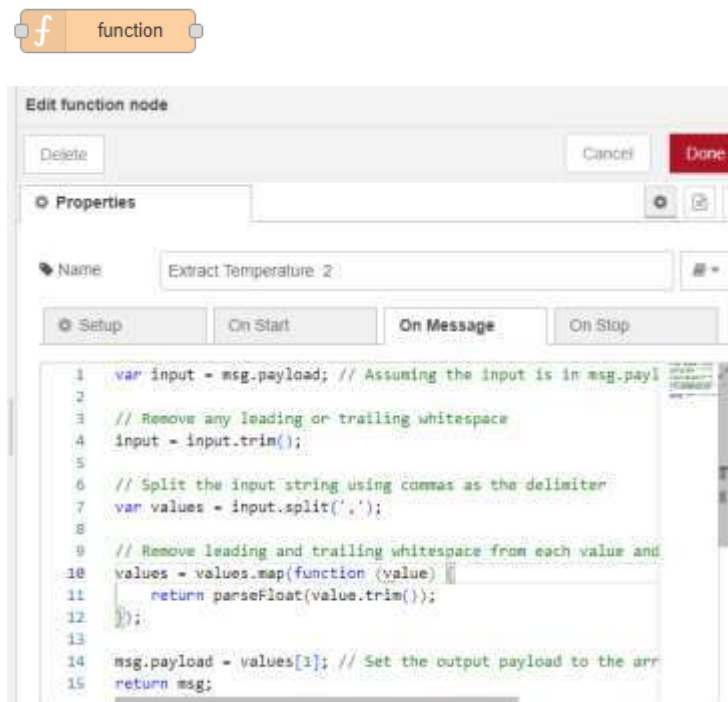 function
Edit function node
Delete
Cancel
Done
Properties
Name
Extract Temperature 2
Setup
On Start
On Message
On Stop
1 var input = msg.payload; // Assuming the input is in msg.payl
2
3 // Remove any leading or trailing whitespace
4 input = input.trim();
5
6 // Split the input string using commas as the delimiter
7 var values = input.split(',');
8
9 // Remove leading and trailing whitespace from each value and
10 values = values.map(function (value) {
11 return parseFloat(value.trim());
12 });
13
14 msg.payload = values[1]; // Set the output payload to the arr
15 return msg;